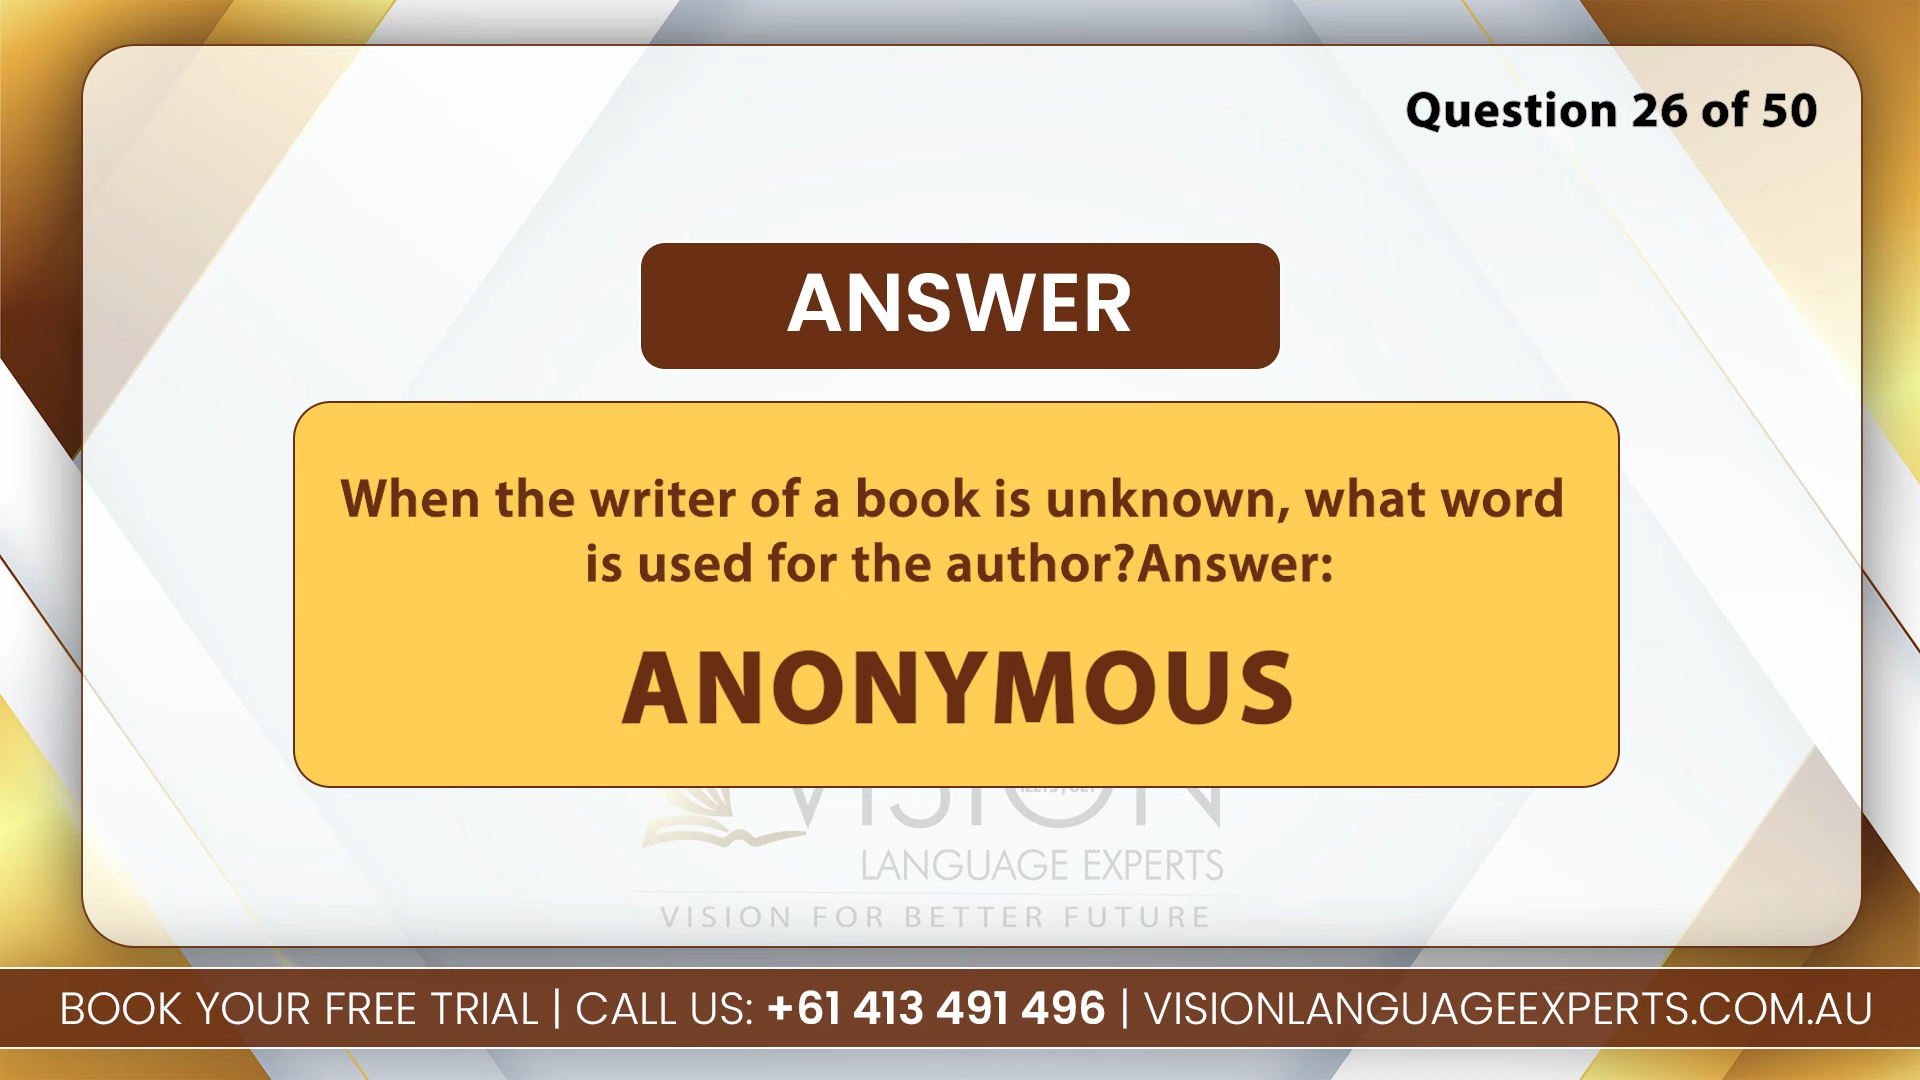 Question 26 of 50
ANSWER
When the writer of a book is unknown, what word
is used for the author?Answer:
ANONYMOUS
VISION
LANGUAGE EXPERTS
VISION FOR BETTER FUTURE
BOOK YOUR FREE TRIAL | CALL US: +61 413 491 496 | VISIONLANGUAGEEXPERTS.COM.AU